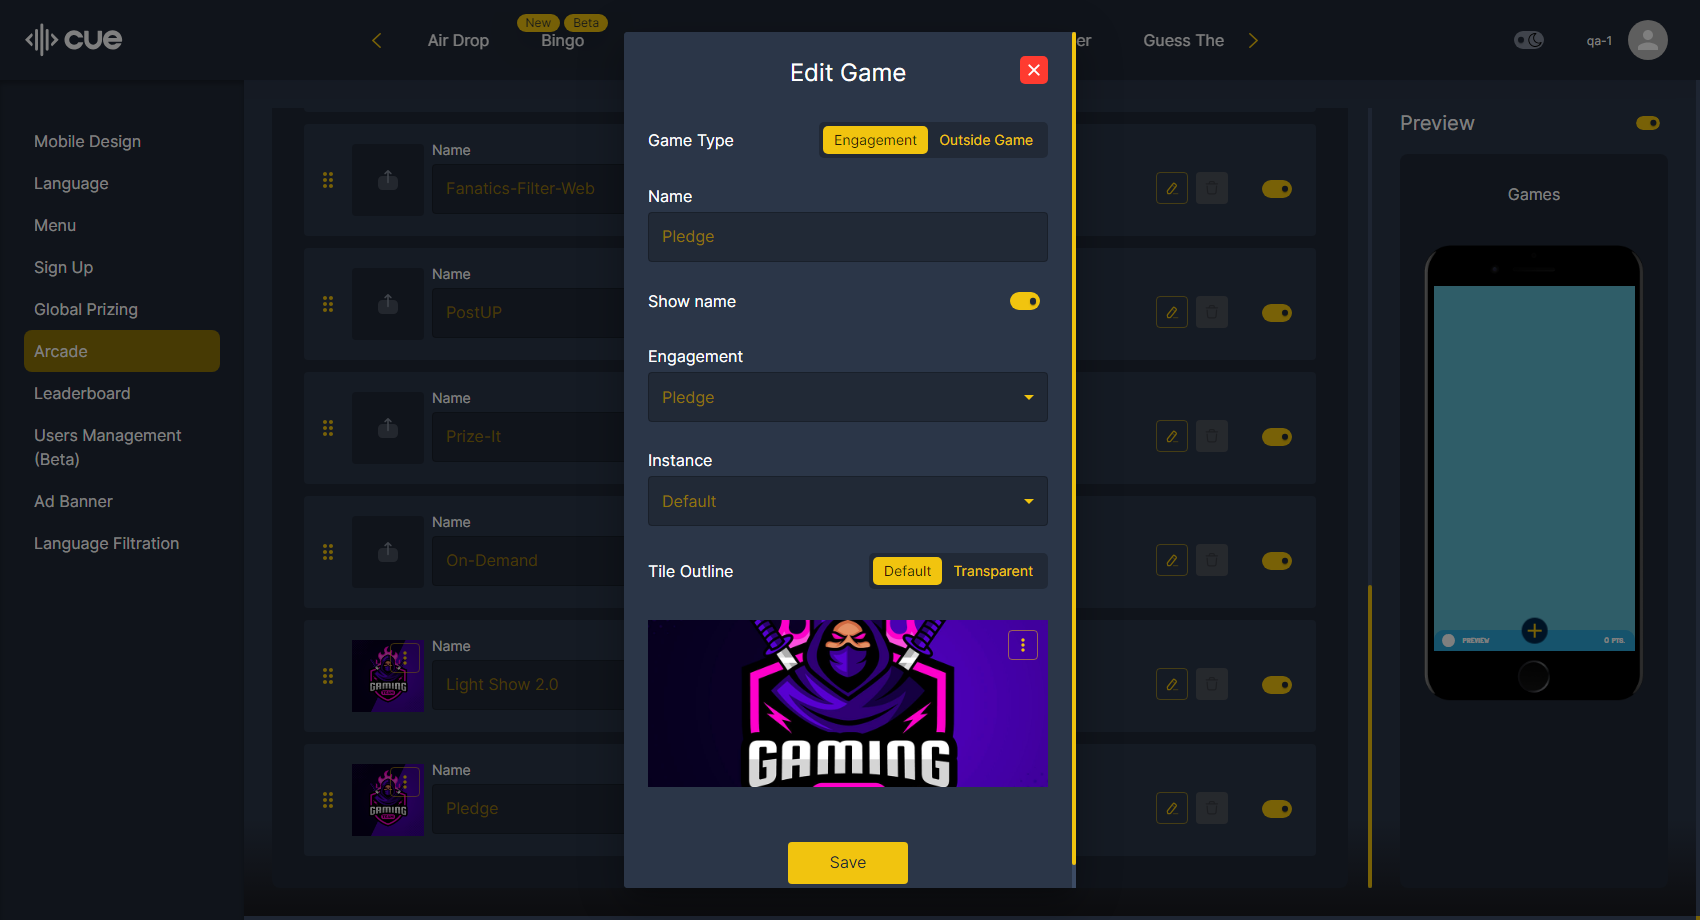 cue
Air Drop
New
Beta
Bingo
er
Guess The
qa-1
Mobile Design
Language
Menu
Sign Up
Global Prizing
Arcade
Leaderboard
Users Management
(Beta)
Ad Banner
Language Filtration
Name
Fanatics-Filter-Web
Name
PostUP
Name
Prize-It
Name
On-Demand
GAMING
Name
Light Show 2.0
GAMING
Name
Pledge
Edit Game
Game Type
Engagement
Outside Game
Name
Pledge
Show name
Engagement
Pledge
Instance
Default
Tile Outline
Default
Transparent
GAMING
Save
Preview
Games
PREVIEW
0 PTS.